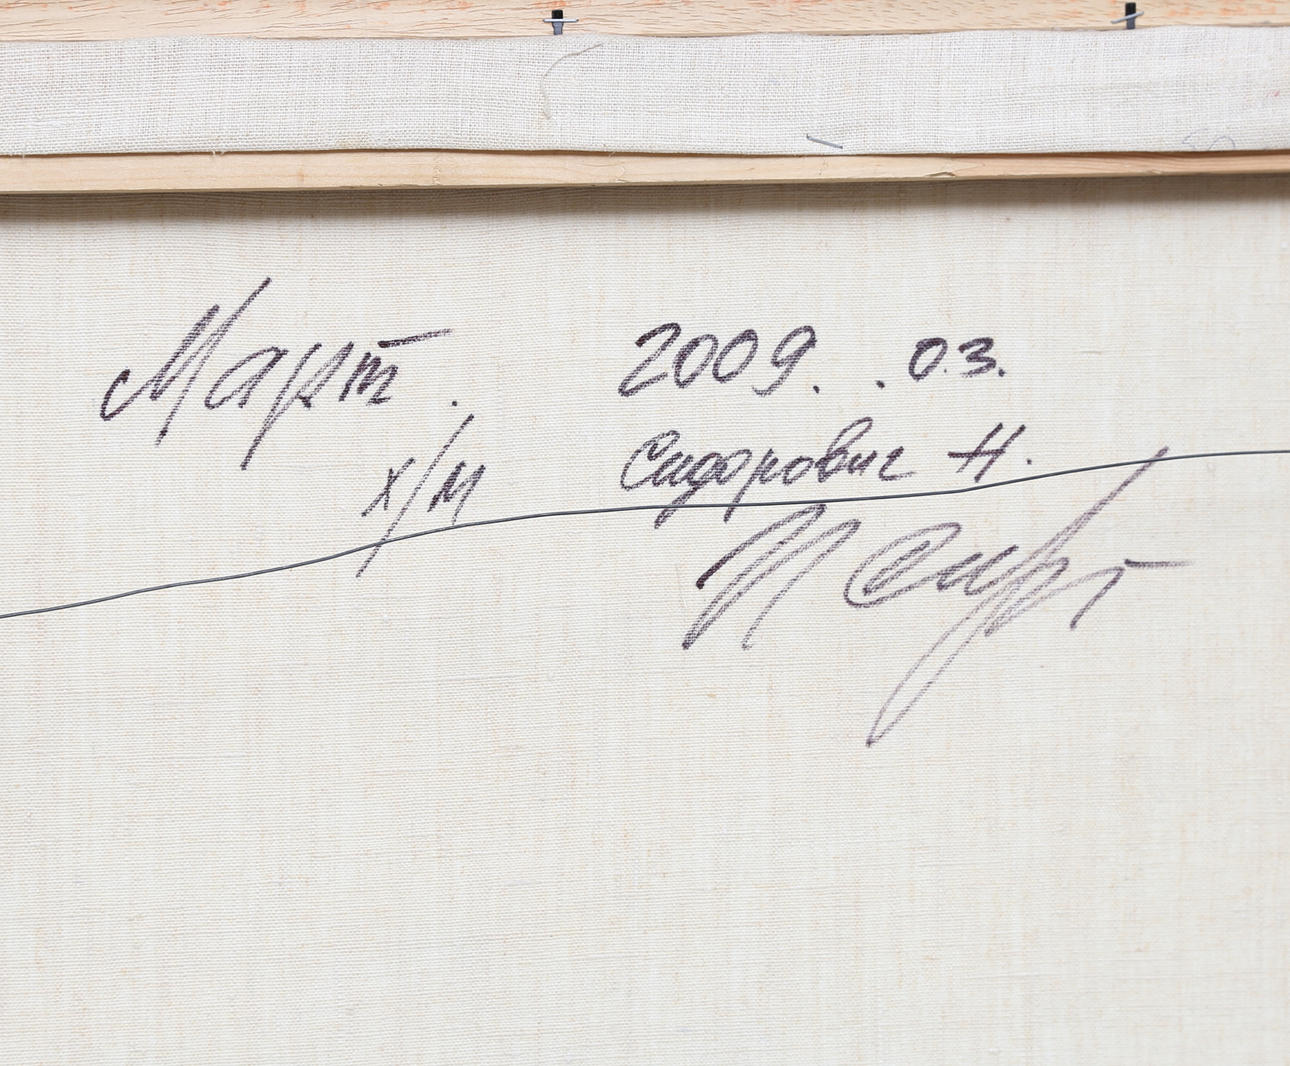 Март. 2009. .03.
х/м Сидорович Н.